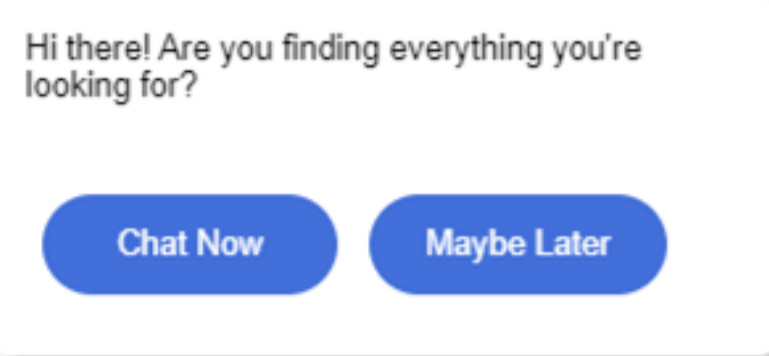 Hi there! Are you finding everything you're
looking for?
Chat Now
Maybe Later